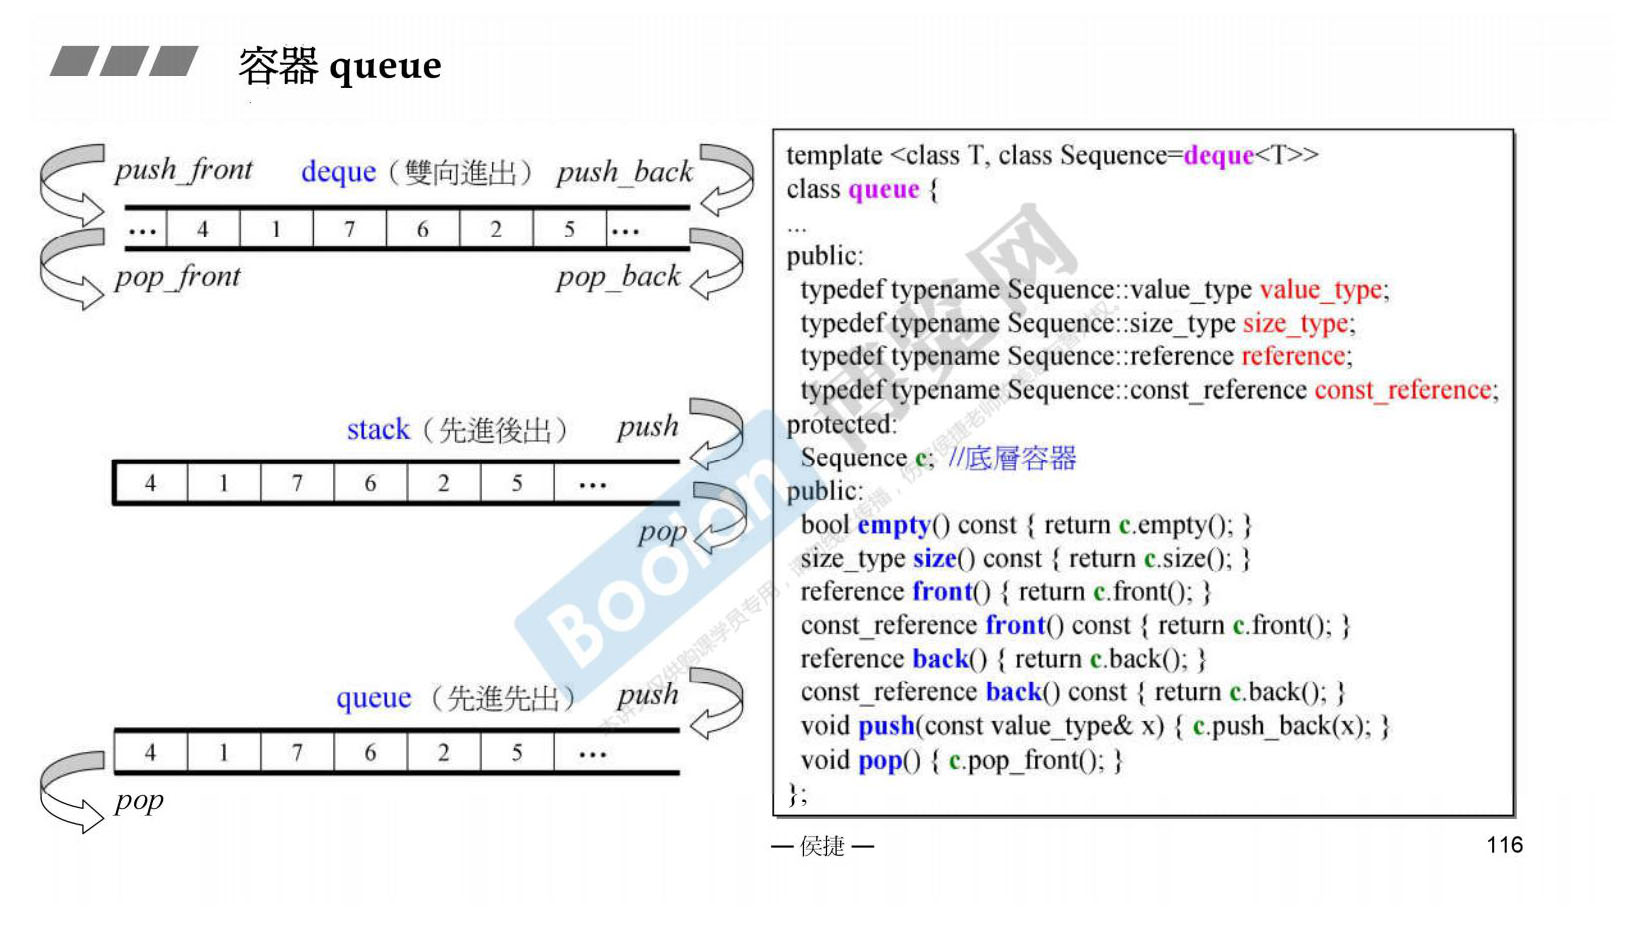 容器 queue
push_front deque（雙向進出） push_back
... 4 1 7 6 2 5 ...
pop_front pop_back
stack（先進後出） push
4 1 7 6 2 5 ...
pop
queue （先進先出） push
4 1 7 6 2 5 ...
pop
template <class T, class Sequence=deque<T>>
class queue {
...
public:
typedef typename Sequence::value_type value_type;
typedef typename Sequence::size_type size_type;
typedef typename Sequence::reference reference;
typedef typename Sequence::const_reference const_reference;
protected:
Sequence c; //底層容器
public:
bool empty() const { return c.empty(); }
size_type size() const { return c.size(); }
reference front() { return c.front(); }
const_reference front() const { return c.front(); }
reference back() { return c.back(); }
const_reference back() const { return c.back(); }
void push(const value_type& x) { c.push_back(x); }
void pop() { c.pop_front(); }
};
Boolan 博览网
— 侯捷 —
116